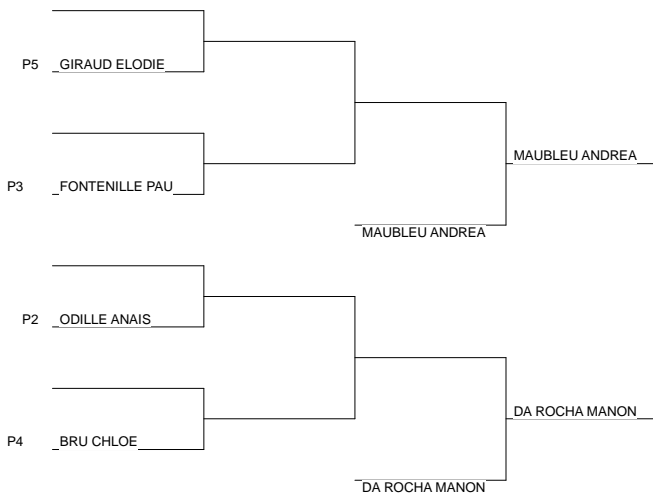 P5 GIRAUD ELODIE
MAUBLEU ANDREA
P3 FONTENILLE PAU
MAUBLEU ANDREA
P2 ODILLE ANAIS
DA ROCHA MANON
P4 BRU CHLOE
DA ROCHA MANON